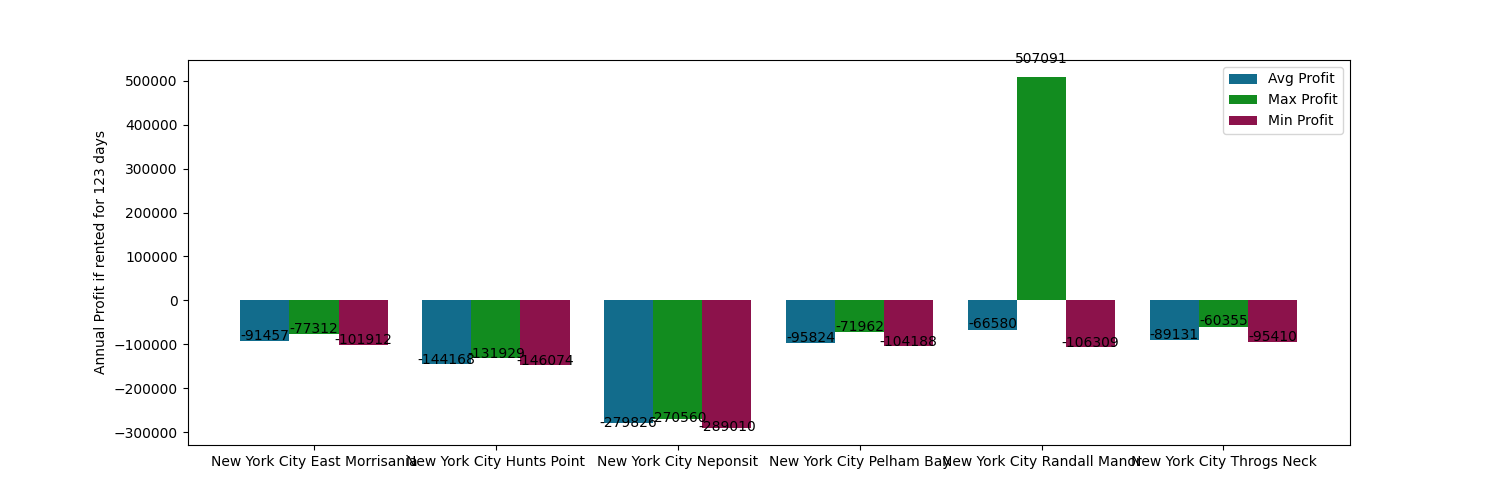 507091
500000
400000
300000
200000
100000
0
−100000
−200000
−300000
Annual Profit if rented for 123 days
Avg Profit
Max Profit
Min Profit
-91457
-77312
-101912
-144168
-131929
-146074
-279826
-270560
-289010
-95824
-71962
-104188
-66580
-106309
-89131
-60355
-95410
New York City East Morrisania
New York City Hunts Point
New York City Neponsit
New York City Pelham Bay
New York City Randall Manor
New York City Throgs Neck